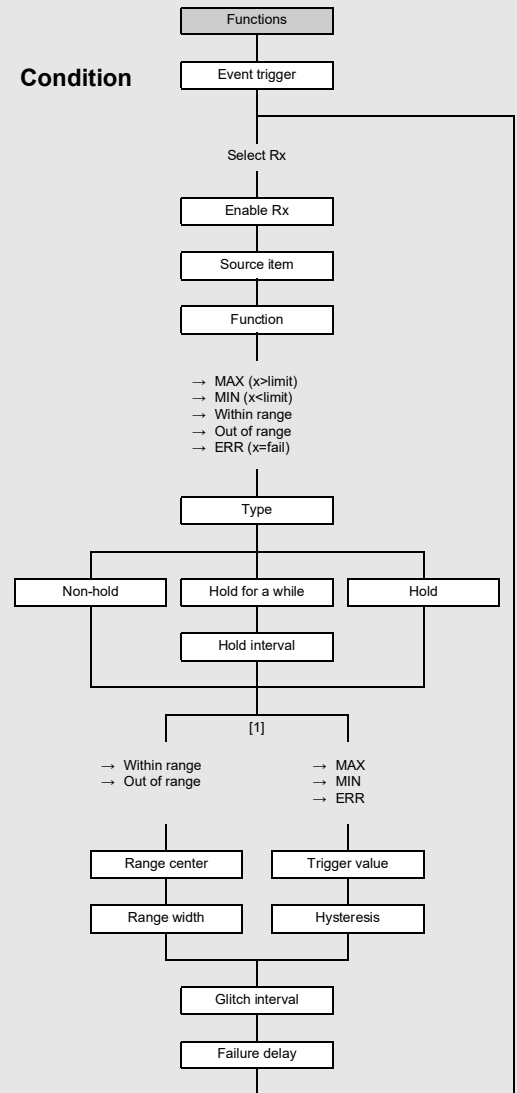 Functions
Condition
Event trigger
Select Rx
Enable Rx
Source item
Function
→ MAX (x>limit)
→ MIN (x<limit)
→ Within range
→ Out of range
→ ERR (x=fail)
Type
Non-hold
Hold for a while
Hold
Hold interval
[1]
→ Within range
→ Out of range
→ MAX
→ MIN
→ ERR
Range center
Trigger value
Range width
Hysteresis
Glitch interval
Failure delay